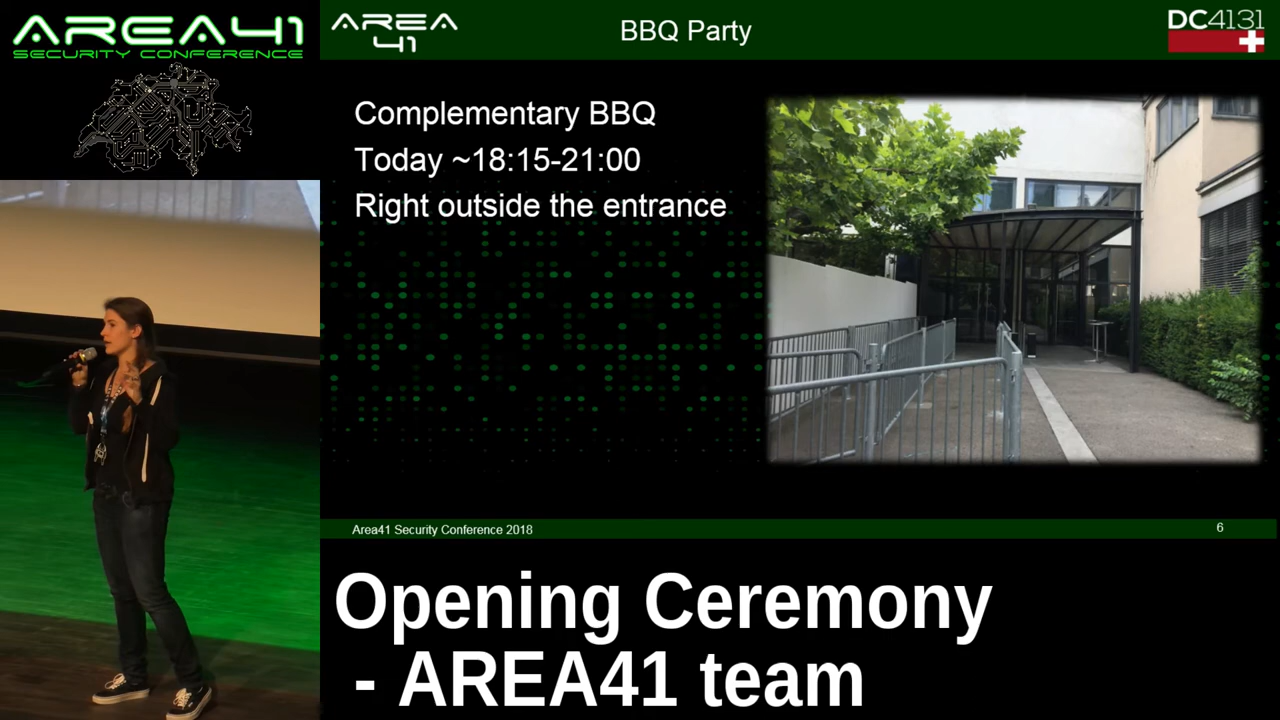 AREA41
SECURITY CONFERENCE
AREA
41
BBQ Party
DC4131
Complementary BBQ
Today ~18:15-21:00
Right outside the entrance
Area41 Security Conference 2018
6
Opening Ceremony
- AREA41 team